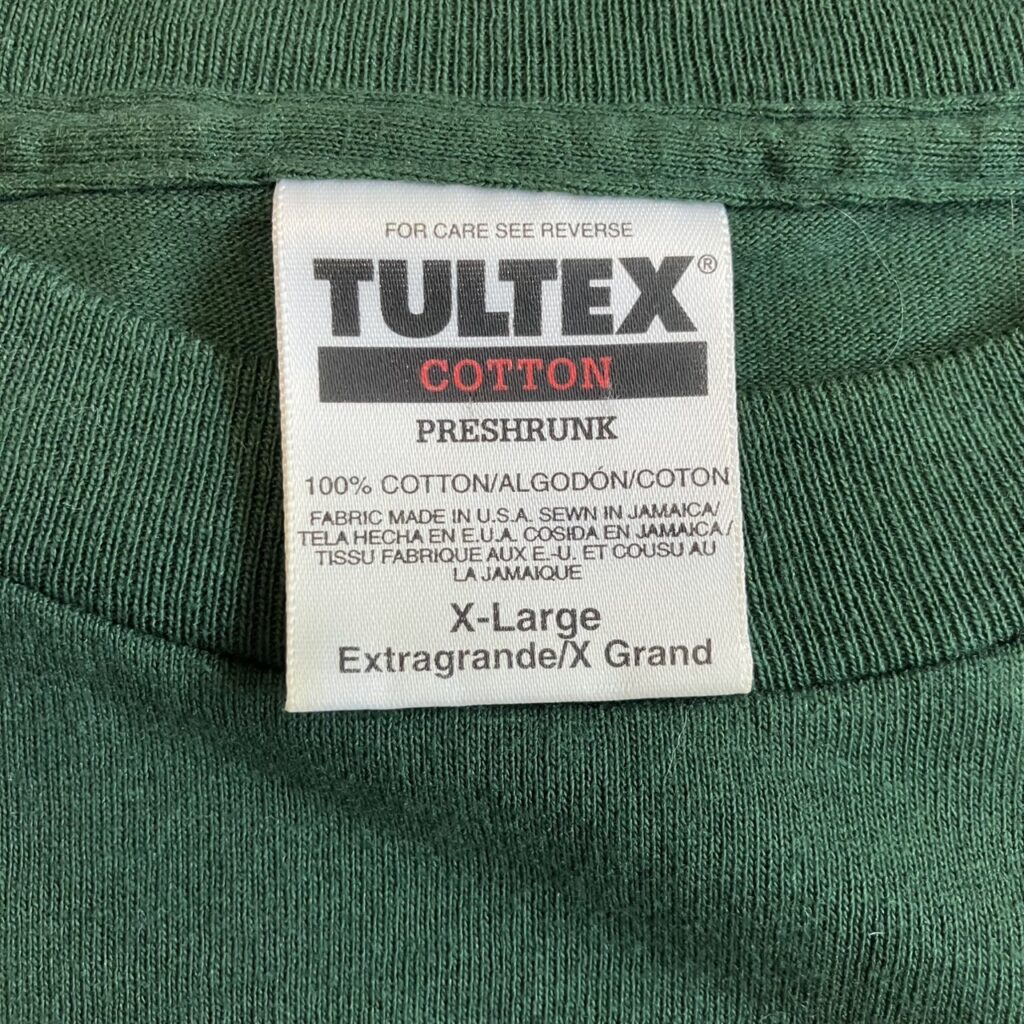 FOR CARE SEE REVERSE
TULTEX®
COTTON
PRESHRUNK
100% COTTON/ALGODÓN/COTON
FABRIC MADE IN U.S.A. SEWN IN JAMAICA/
TELA HECHA EN E.U.A. COSIDA EN JAMAICA/
TISSU FABRIQUE AUX E.-U. ET COUSU AU
LA JAMAIQUE
X-Large
Extragrande/X Grand